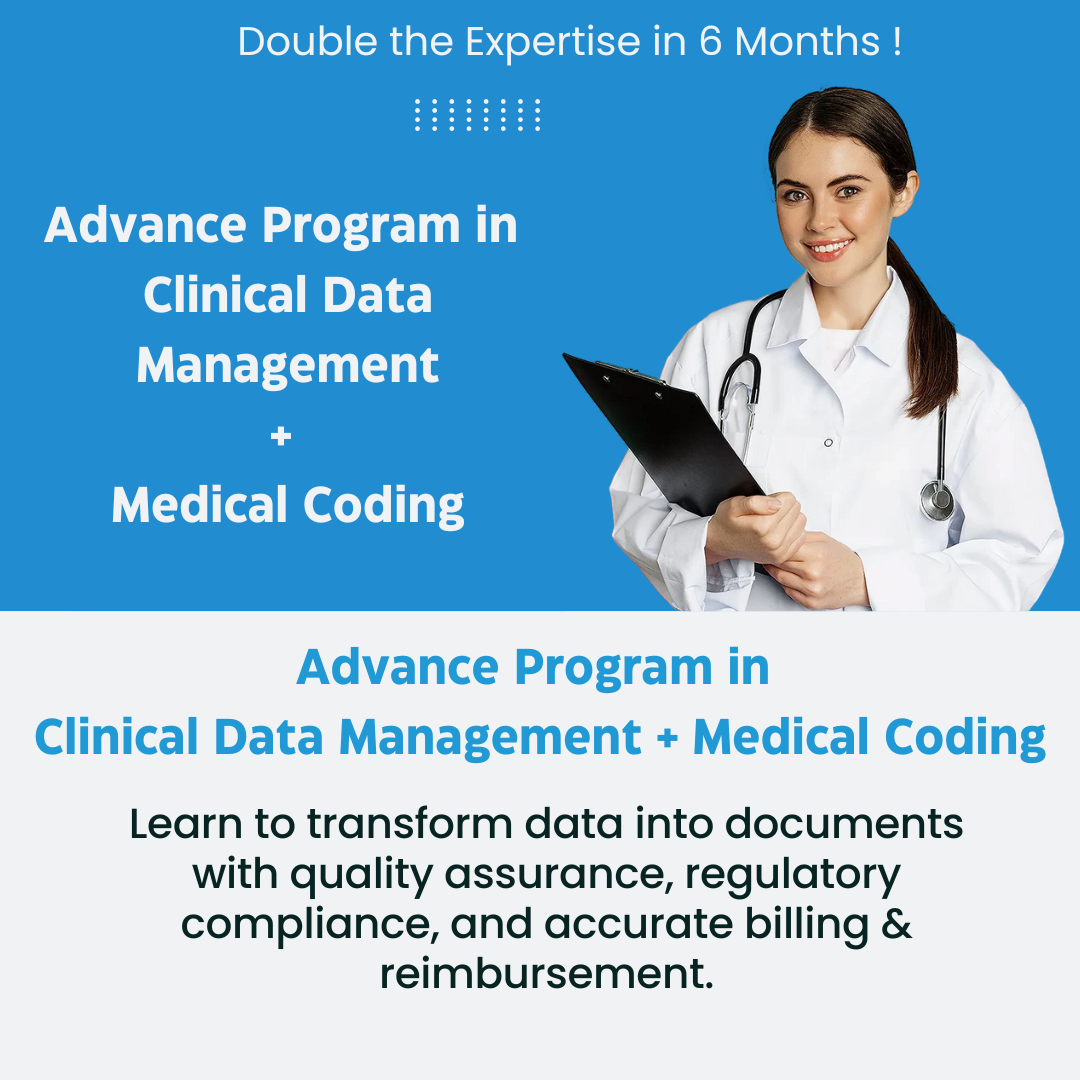 Double the Expertise in 6 Months !
Advance Program in
Clinical Data
Management
+
Medical Coding
Advance Program in
Clinical Data Management + Medical Coding
Learn to transform data into documents
with quality assurance, regulatory
compliance, and accurate billing &
reimbursement.